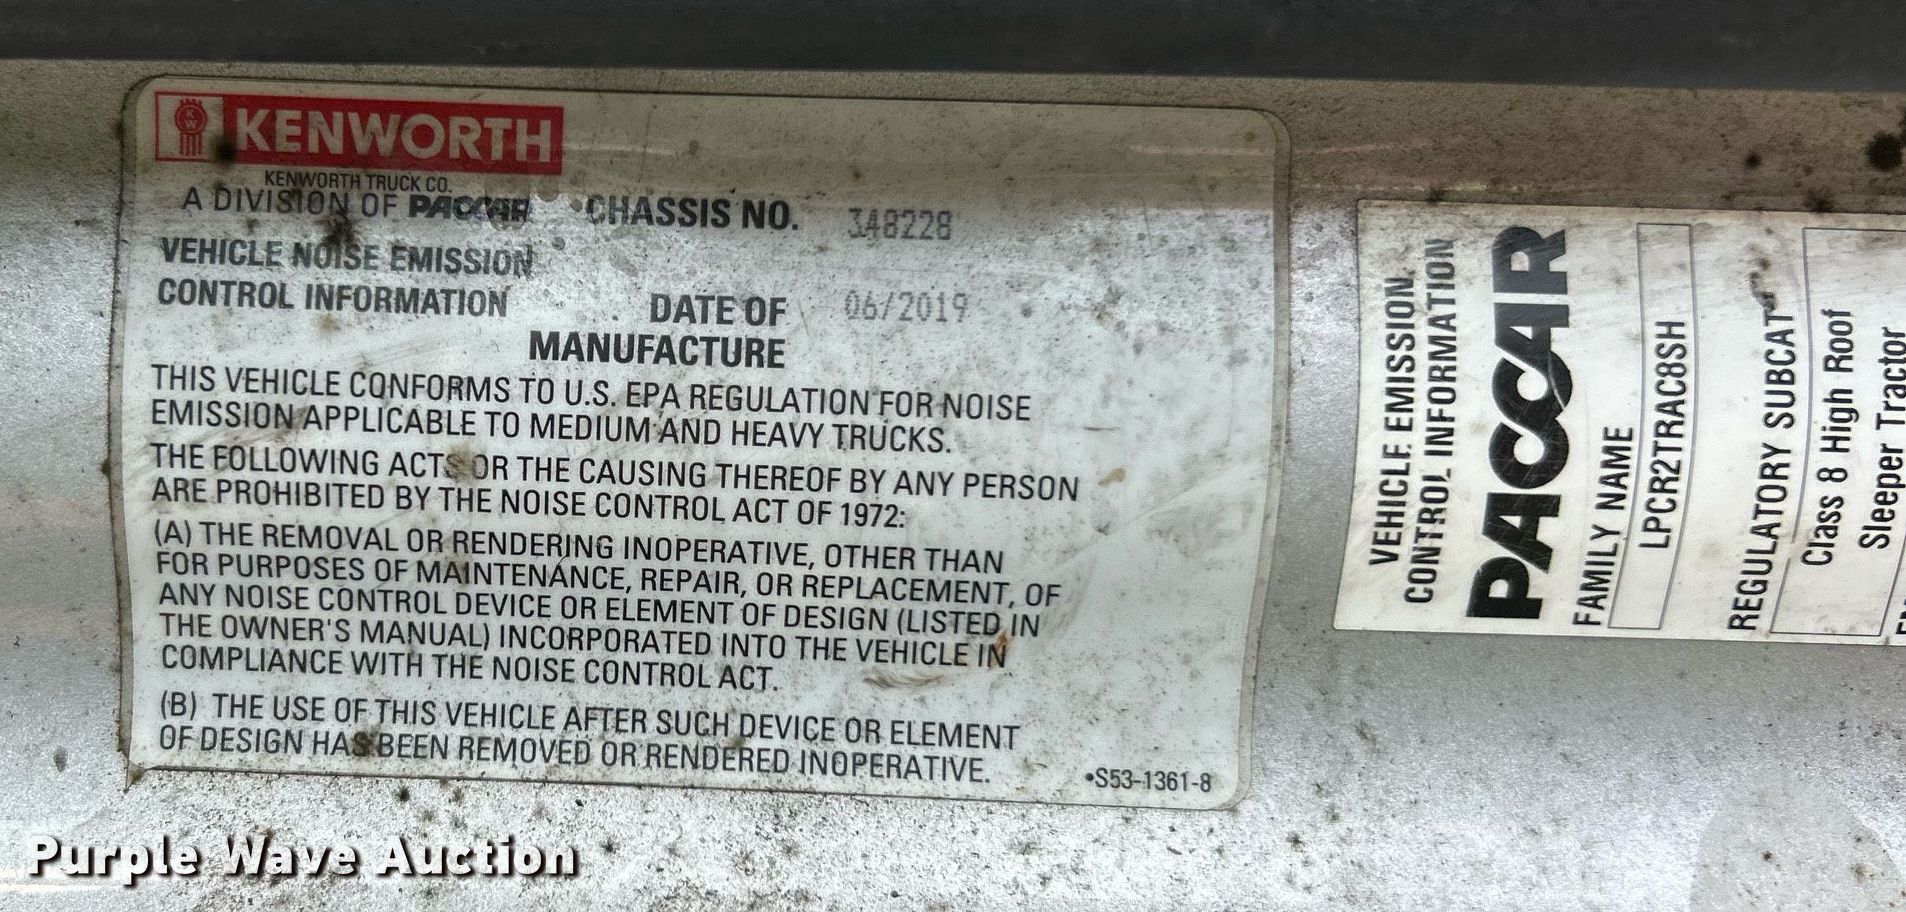 KW
KENWORTH
KENWORTH TRUCK CO.
A DIVISION OF PACCAR
CHASSIS NO. 348228
VEHICLE NOISE EMISSION
CONTROL INFORMATION
DATE OF 06/2019
MANUFACTURE
THIS VEHICLE CONFORMS TO U.S. EPA REGULATION FOR NOISE
EMISSION APPLICABLE TO MEDIUM AND HEAVY TRUCKS.
THE FOLLOWING ACTS OR THE CAUSING THEREOF BY ANY PERSON
ARE PROHIBITED BY THE NOISE CONTROL ACT OF 1972:
(A) THE REMOVAL OR RENDERING INOPERATIVE, OTHER THAN
FOR PURPOSES OF MAINTENANCE, REPAIR, OR REPLACEMENT, OF
ANY NOISE CONTROL DEVICE OR ELEMENT OF DESIGN (LISTED IN
THE OWNER'S MANUAL) INCORPORATED INTO THE VEHICLE IN
COMPLIANCE WITH THE NOISE CONTROL ACT.
(B) THE USE OF THIS VEHICLE AFTER SUCH DEVICE OR ELEMENT
OF DESIGN HAS BEEN REMOVED OR RENDERED INOPERATIVE.
•S53-1361-8
VEHICLE EMISSION
CONTROL INFORMATION
PACCAR
FAMILY NAME
LPCR2TRAC8SH
REGULATORY SUBCAT
Class 8 High Roof
Sleeper Tractor
Purple Wave Auction